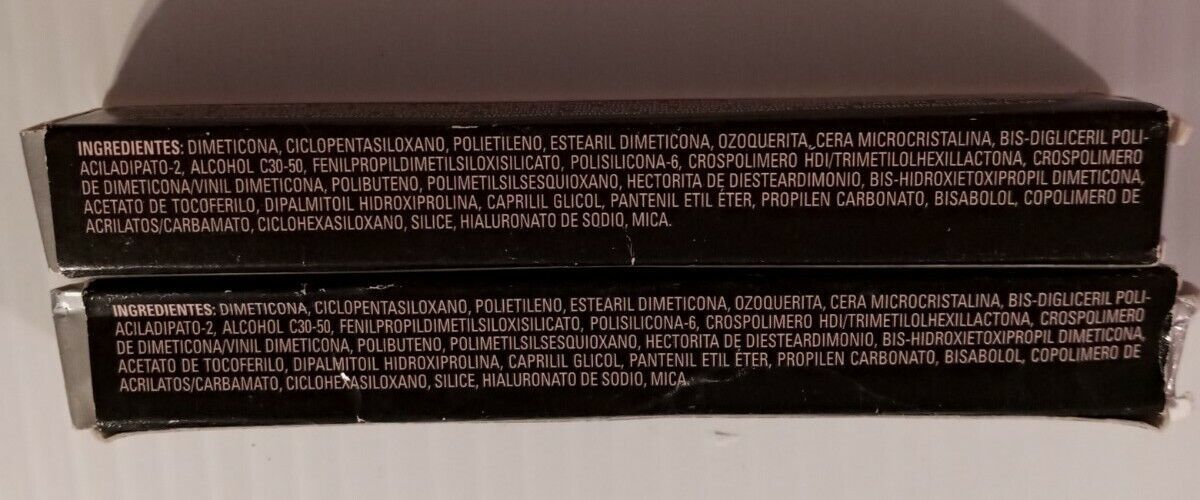 INGREDIENTES: DIMETICONA, CICLOPENTASILOXANO, POLIETILENO, ESTEARIL DIMETICONA, OZOQUERITA, CERA MICROCRISTALINA, BIS-DIGLICERIL POLI-
ACILADIPATO-2, ALCOHOL C30-50, FENILPROPILDIMETILSILOXISILICATO, POLISILICONA-6, CROSPOLIMERO HDI/TRIMETILOLHEXILLACTONA, CROSPOLIMERO
DE DIMETICONA/VINIL DIMETICONA, POLIBUTENO, POLIMETILSILSESQUIOXANO, HECTORITA DE DIESTEARDIMONIO, BIS-HIDROXIETOXIPROPIL DIMETICONA,
ACETATO DE TOCOFERILO, DIPALMITOIL HIDROXIPROLINA, CAPRILIL GLICOL, PANTENIL ETIL ÉTER, PROPILEN CARBONATO, BISABOLOL, COPOLIMERO DE
ACRILATOS/CARBAMATO, CICLOHEXASILOXANO, SILICE, HIALURONATO DE SODIO, MICA.
INGREDIENTES: DIMETICONA, CICLOPENTASILOXANO, POLIETILENO, ESTEARIL DIMETICONA, OZOQUERITA, CERA MICROCRISTALINA, BIS-DIGLICERIL POLI-
ACILADIPATO-2, ALCOHOL C30-50, FENILPROPILDIMETILSILOXISILICATO, POLISILICONA-6, CROSPOLIMERO HDI/TRIMETILOLHEXILLACTONA, CROSPOLIMERO
DE DIMETICONA/VINIL DIMETICONA, POLIBUTENO, POLIMETILSILSESQUIOXANO, HECTORITA DE DIESTEARDIMONIO, BIS-HIDROXIETOXIPROPIL DIMETICONA,
ACETATO DE TOCOFERILO, DIPALMITOIL HIDROXIPROLINA, CAPRILIL GLICOL, PANTENIL ETIL ÉTER, PROPILEN CARBONATO, BISABOLOL, COPOLIMERO DE
ACRILATOS/CARBAMATO, CICLOHEXASILOXANO, SILICE, HIALURONATO DE SODIO, MICA.